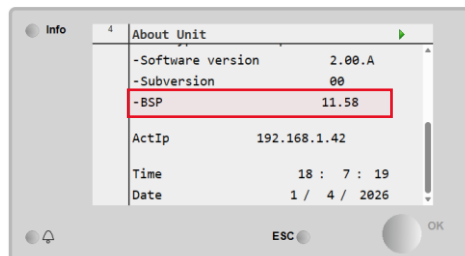 Info
4 About Unit
-Software version 2.00.A
-Subversion 00
-BSP 11.58
ActIp 192.168.1.42
Time 18 : 7 : 19
Date 1 / 4 / 2026
ESC
OK